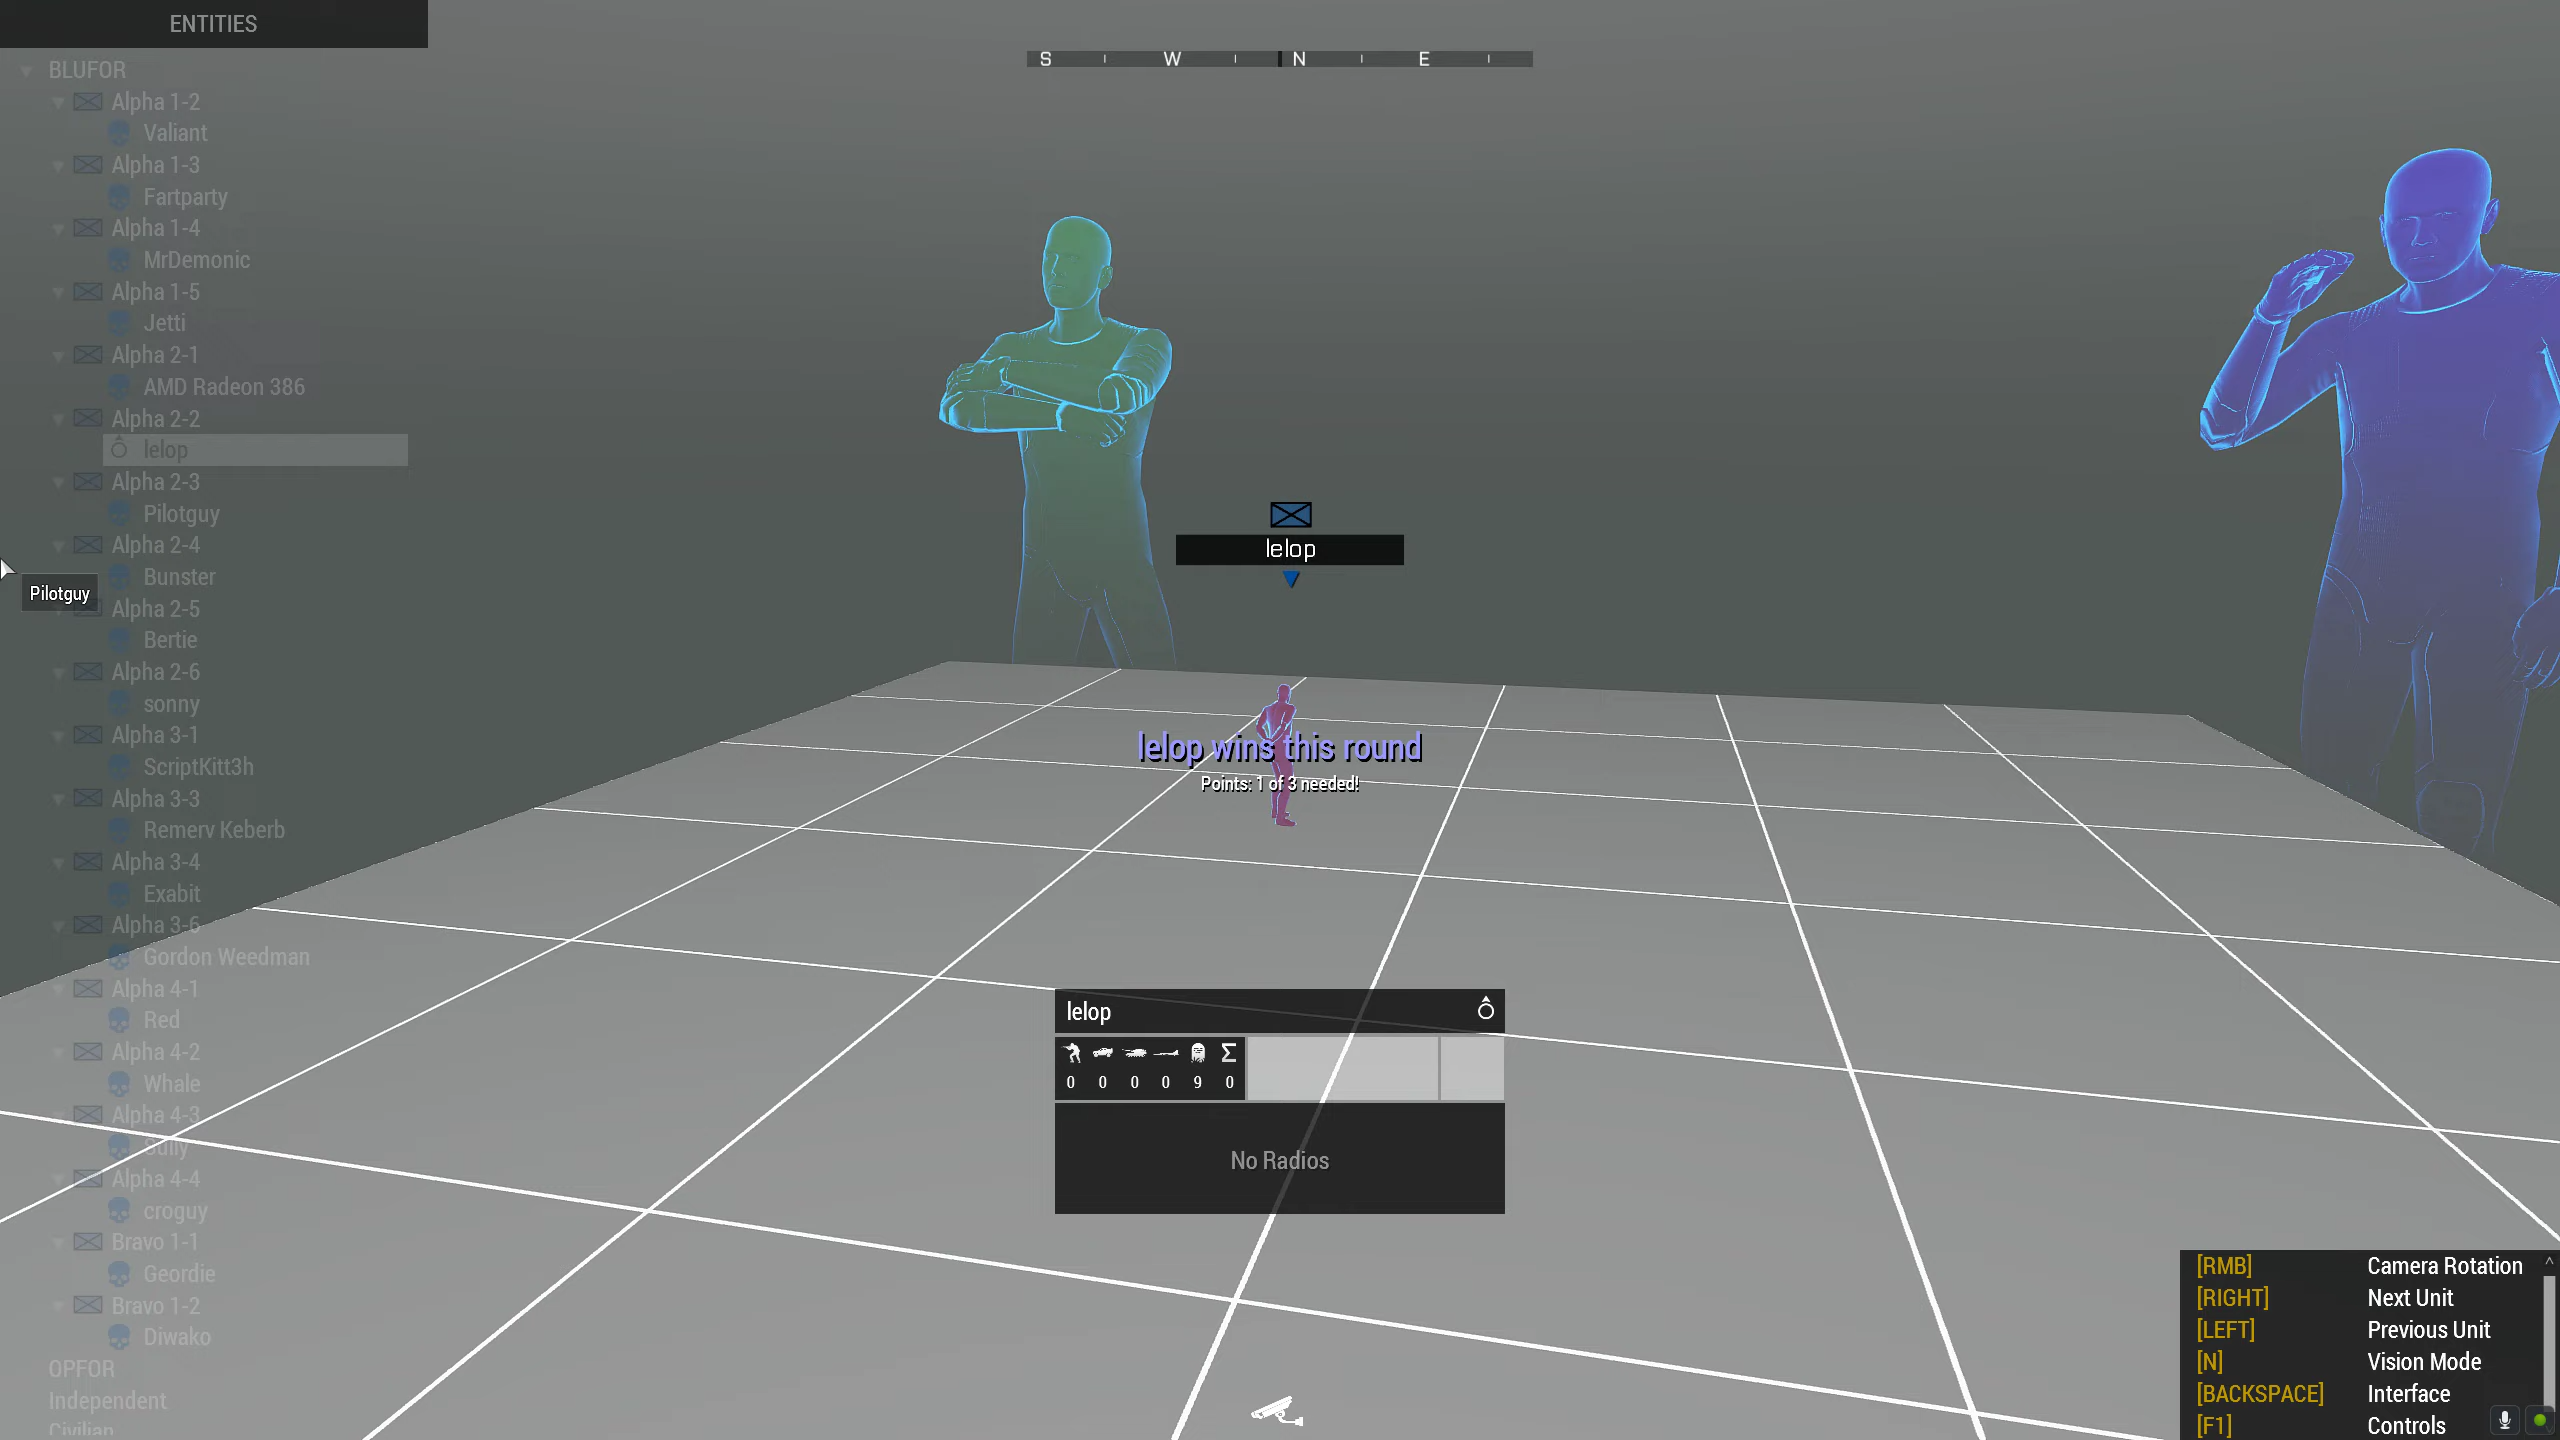 ENTITIES
S W N E
BLUFOR
Alpha 1-2
Valiant
Alpha 1-3
Fartparty
Alpha 1-4
MrDemonic
Alpha 1-5
Jetti
Alpha 2-1
AMD Radeon 386
Alpha 2-2
lelop
Alpha 2-3
Pilotguy
Alpha 2-4
Bunster
Pilotguy
Alpha 2-5
Bertie
Alpha 2-6
sonny
Alpha 3-1
ScriptKitt3h
Alpha 3-3
Remerv Keberb
Alpha 3-4
Exabit
Alpha 3-6
Gordon Weedman
Alpha 4-1
Red
Alpha 4-2
Whale
Alpha 4-3
Sully
Alpha 4-4
croguy
Bravo 1-1
Geordie
Bravo 1-2
Diwako
OPFOR
Independent
Civilian
lelop
lelop wins this round
Points: 1 of 3 needed!
lelop
Σ
0 0 0 0 9 0
No Radios
[RMB] Camera Rotation
[RIGHT] Next Unit
[LEFT] Previous Unit
[N] Vision Mode
[BACKSPACE] Interface
[F1] Controls